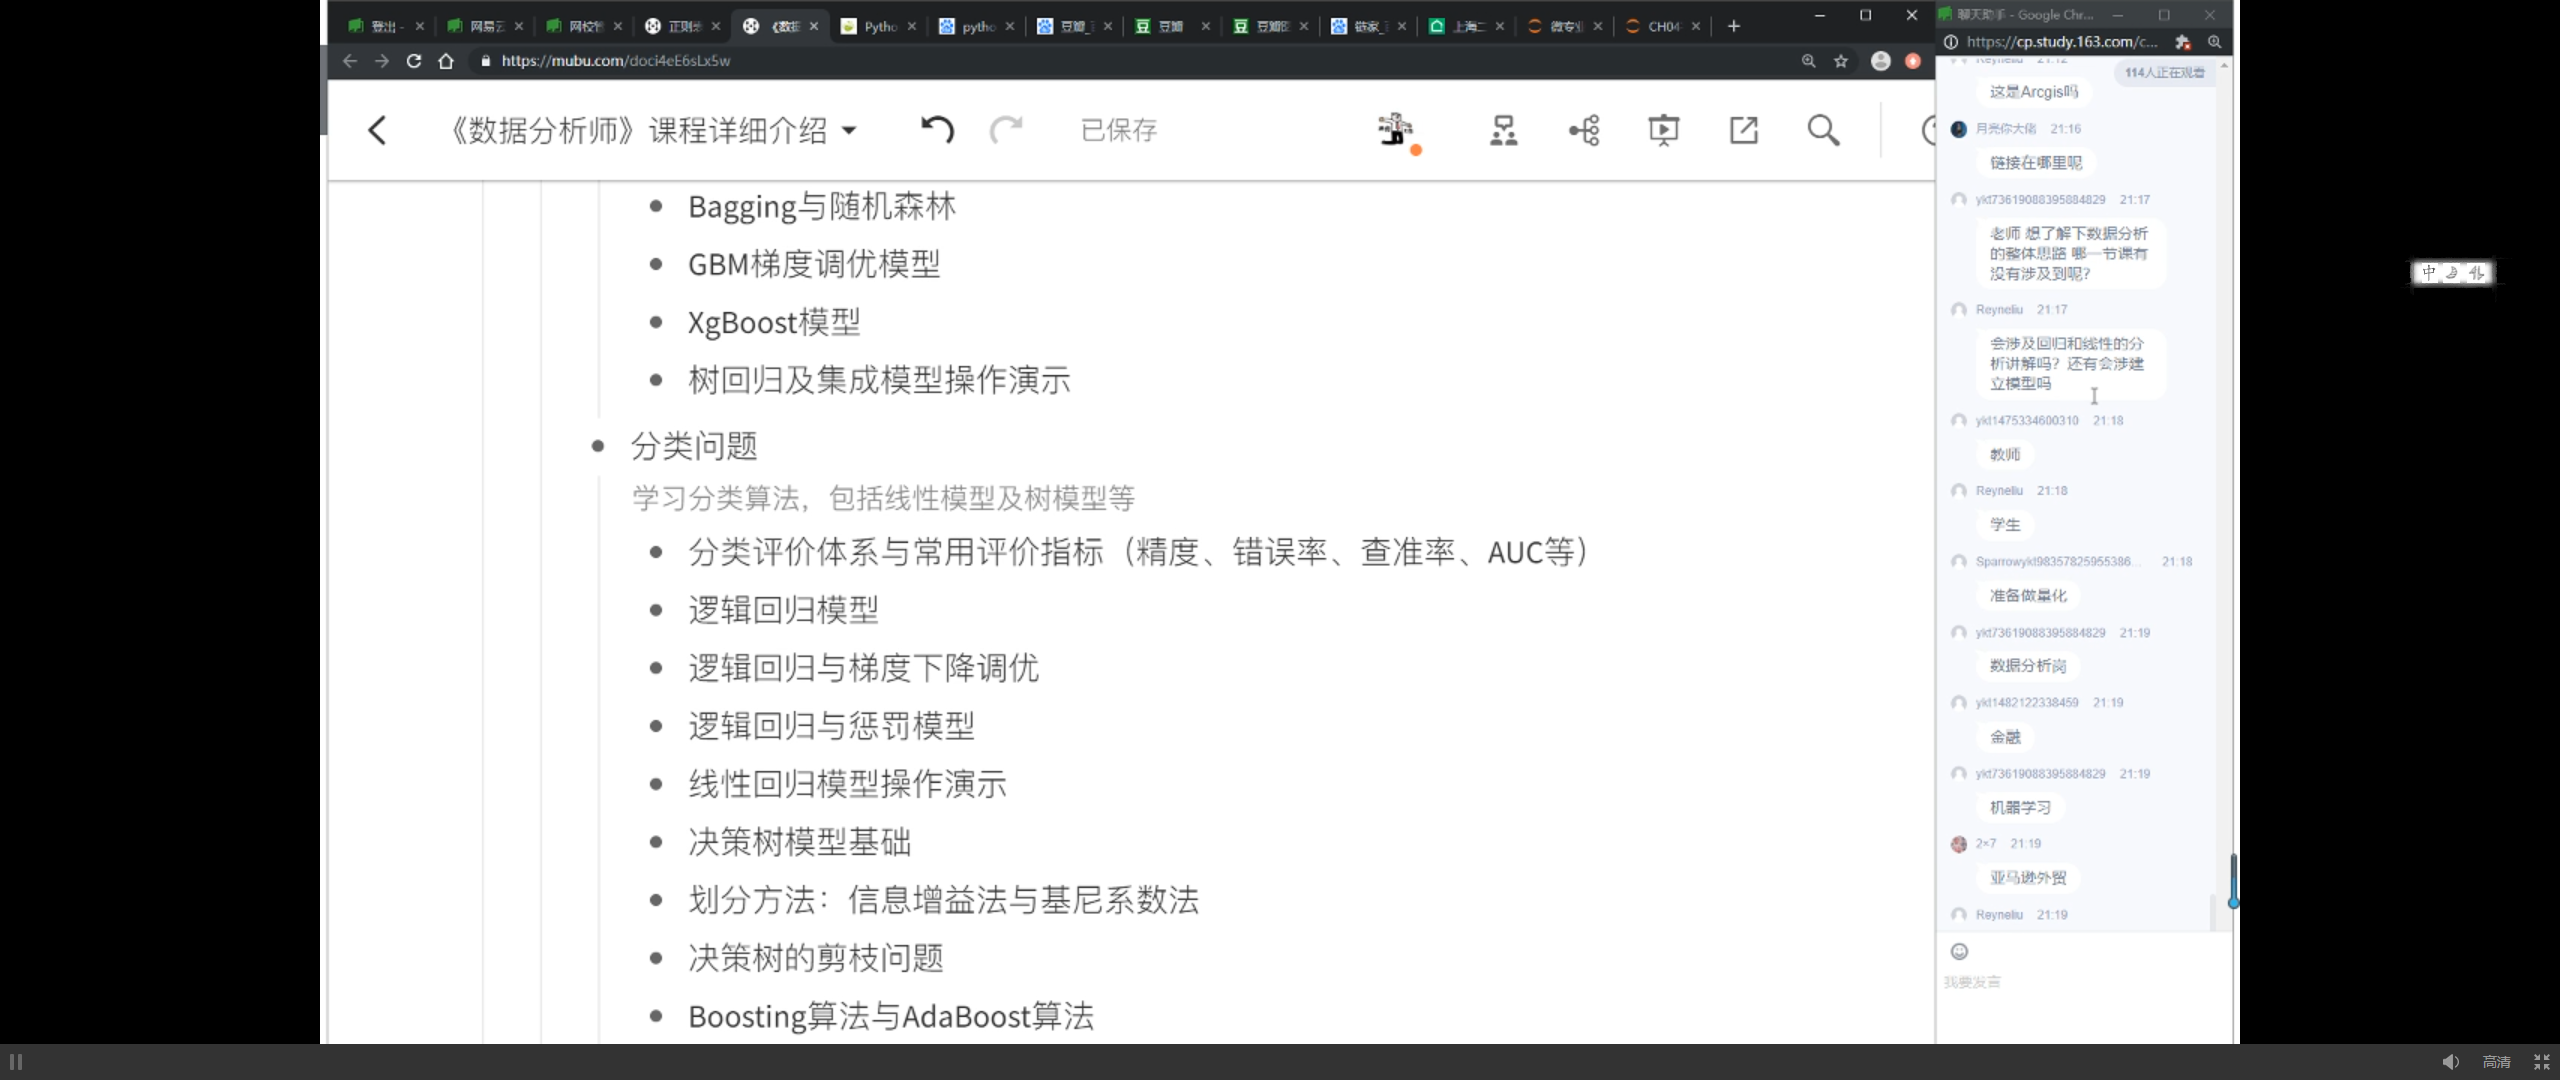 登出 -
网易云
网校管
正则
《数据
Pytho
pytho
豆瓣_
豆瓣
豆瓣
链家_
上海二
微专业
CH04
https://mubu.com/doci4eE6sLx5w
《数据分析师》课程详细介绍
已保存
Bagging与随机森林
GBM梯度调优模型
XgBoost模型
树回归及集成模型操作演示
分类问题
学习分类算法，包括线性模型及树模型等
分类评价体系与常用评价指标（精度、错误率、查准率、AUC等）
逻辑回归模型
逻辑回归与梯度下降调优
逻辑回归与惩罚模型
线性回归模型操作演示
决策树模型基础
划分方法：信息增益法与基尼系数法
决策树的剪枝问题
Boosting算法与AdaBoost算法
聊天助手 - Google Chr...
https://cp.study.163.com/c...
Reyneliu 21:12
114人正在观看
这是Arcgis吗
月亮你大佬 21:16
链接在哪里呢
ykt73619088395884829 21:17
老师 想了解下数据分析
的整体思路 哪一节课有
没有涉及到呢？
Reyneliu 21:17
会涉及回归和线性的分
析讲解吗？还有会涉建
立模型吗
ykt1475334600310 21:18
教师
Reyneliu 21:18
学生
Sparrowykt98357825955386... 21:18
准备做量化
ykt73619088395884829 21:19
数据分析岗
ykt1482122338459 21:19
金融
ykt73619088395884829 21:19
机器学习
2×7 21:19
亚马逊外贸
Reyneliu 21:19
我要发言
中
高清